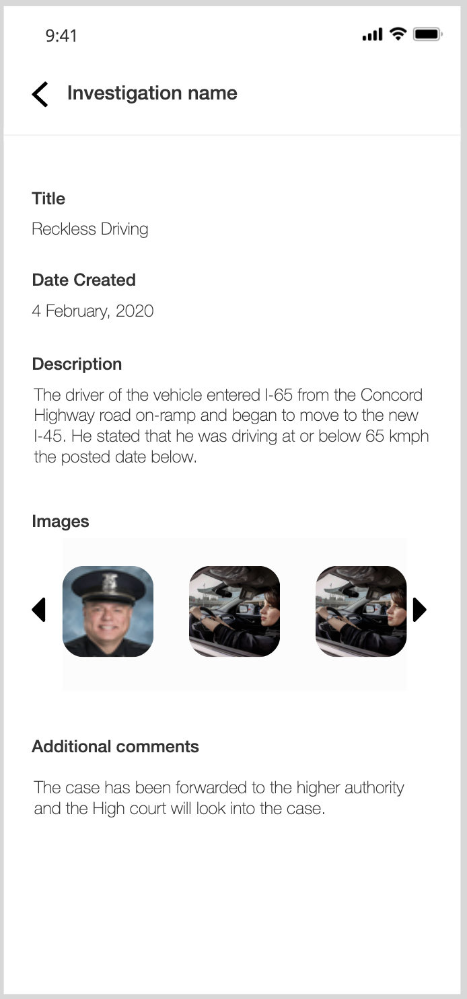 9:41
Investigation name
Title
Reckless Driving
Date Created
4 February, 2020
Description
The driver of the vehicle entered I-65 from the Concord
Highway road on-ramp and began to move to the new
I-45. He stated that he was driving at or below 65 kmph
the posted date below.
Images
Additional comments
The case has been forwarded to the higher authority
and the High court will look into the case.